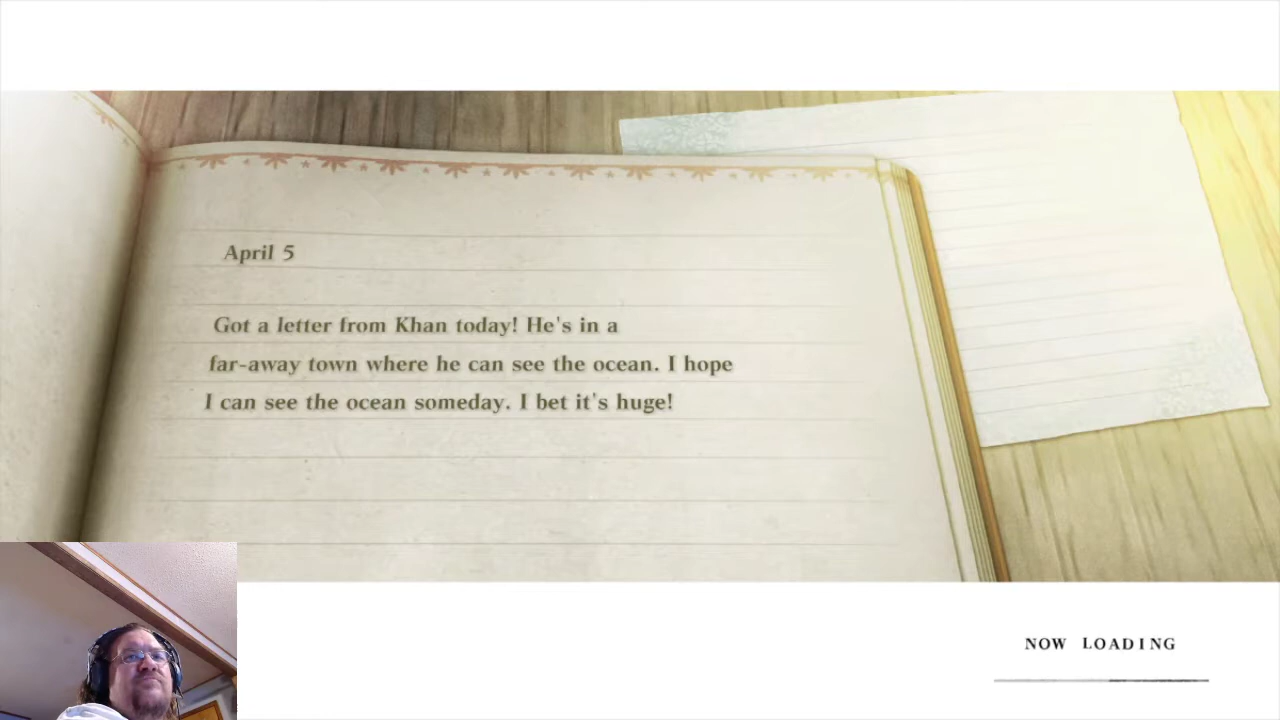 April 5
Got a letter from Khan today! He's in a
far-away town where he can see the ocean. I hope
I can see the ocean someday. I bet it's huge!
NOW LOADING